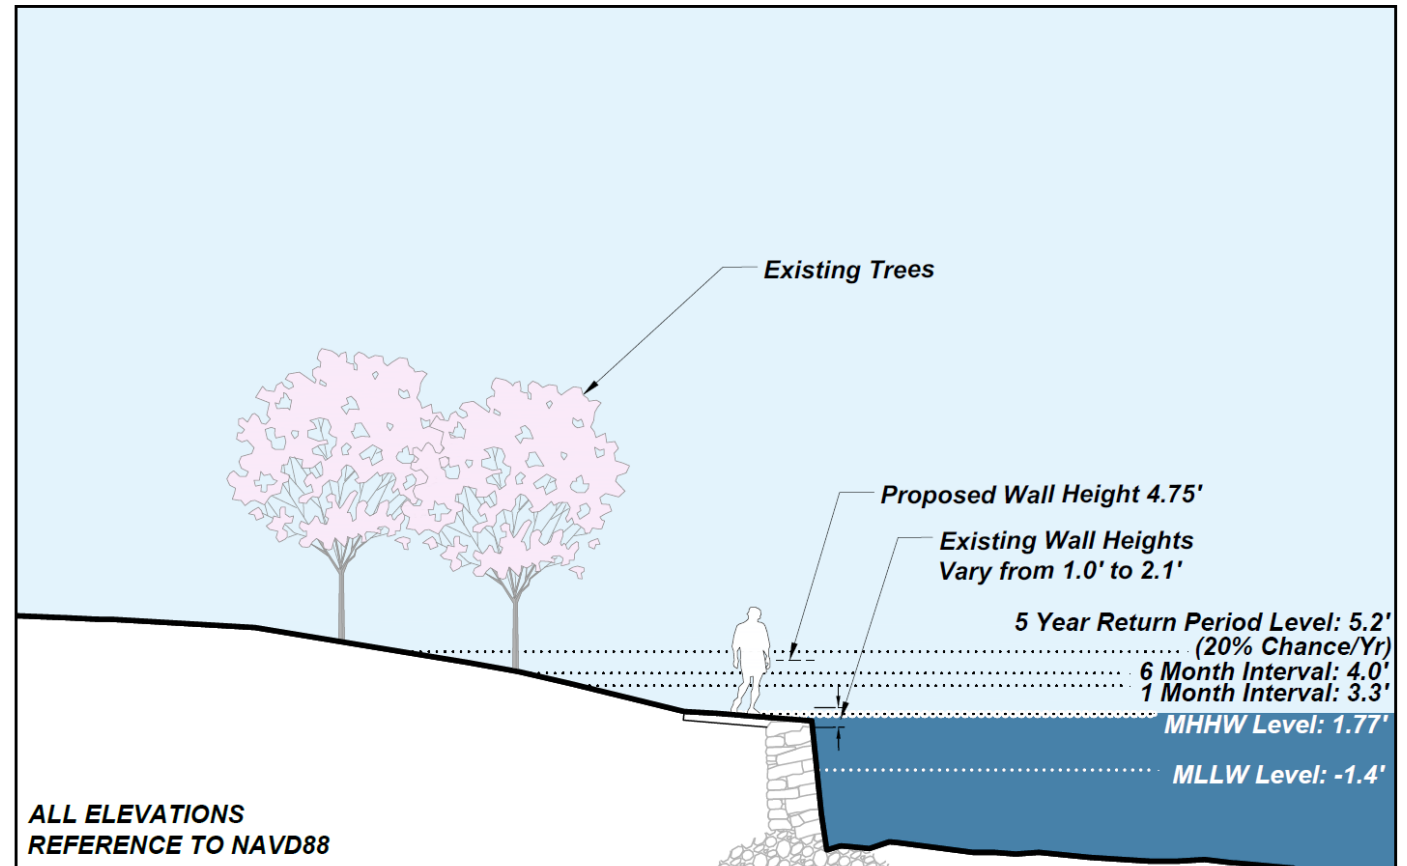 Existing Trees
Proposed Wall Height 4.75'
Existing Wall Heights
Vary from 1.0' to 2.1'
5 Year Return Period Level: 5.2'
(20% Chance/Yr)
6 Month Interval: 4.0'
1 Month Interval: 3.3'
MHHW Level: 1.77'
MLLW Level: -1.4'
ALL ELEVATIONS
REFERENCE TO NAVD88